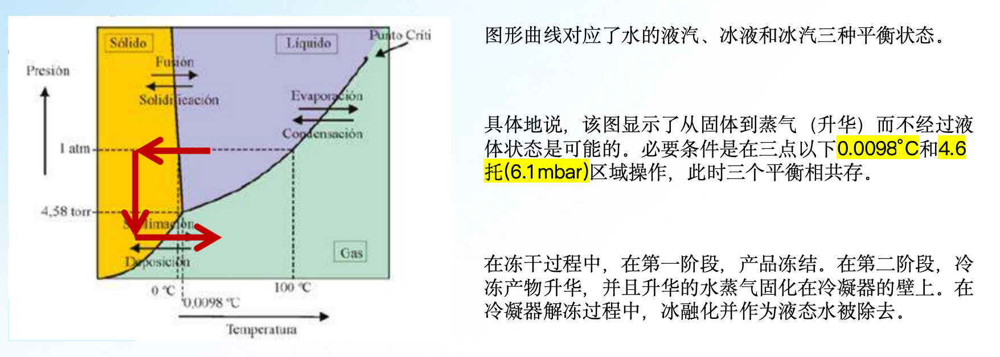 Sólido
Líquido
Punto Críti
Fusión
Presión
Solidificación
Evaporación
Condensación
1 atm
4,58 torr
Sublimación
Deposición
Gas
0 ℃
100 ℃
0,0098 ℃
Temperatura
图形曲线对应了水的液汽、冰液和冰汽三种平衡状态。
具体地说，该图显示了从固体到蒸气（升华）而不经过液
体状态是可能的。必要条件是在三点以下0.0098°C和4.6
托(6.1mbar)区域操作，此时三个平衡相共存。
在冻干过程中，在第一阶段，产品冻结。在第二阶段，冷
冻产物升华，并且升华的水蒸气固化在冷凝器的壁上。在
冷凝器解冻过程中，冰融化并作为液态水被除去。